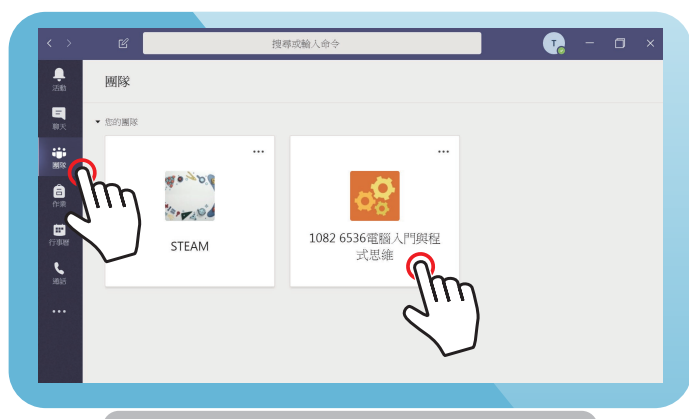 搜尋或輸入命令
T
活動
聊天
團隊
作業
行事曆
通話
團隊
您的團隊
STEAM
1082 6536電腦入門與程
式思維